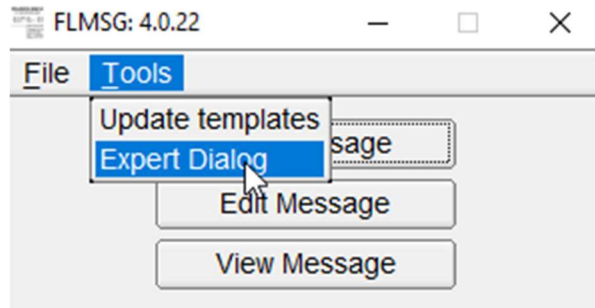 FLMSG: 4.0.22
File Tools
Update templates
sage
Expert Dialog
Edit Message
View Message